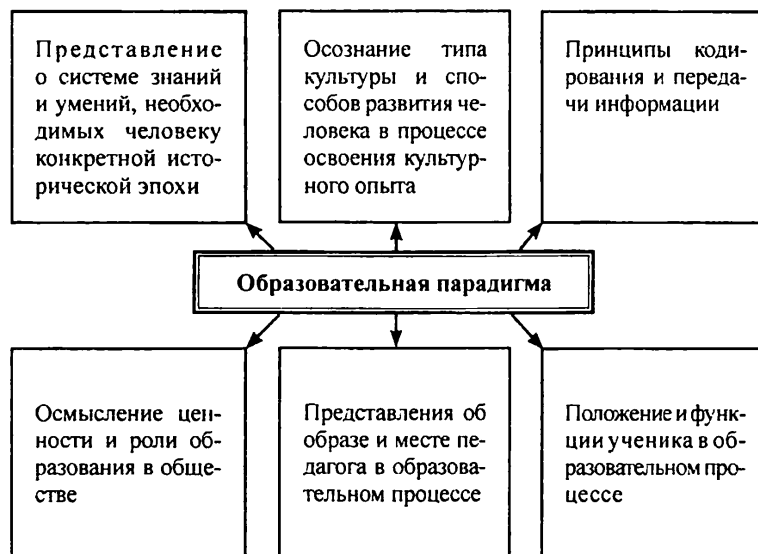 Представление
о системе знаний
и умений, необхо-
димых человеку
конкретной исто-
рической эпохи
Осознание типа
культуры и спо-
собов развития че-
ловека в процессе
освоения культур-
ного опыта
Принципы коди-
рования и переда-
чи информации
Образовательная парадигма
Осмысление цен-
ности и роли об-
разования в обще-
стве
Представления об
образе и месте пе-
дагога в образова-
тельном процессе
Положение и функ-
ции ученика в об-
разовательном про-
цессе